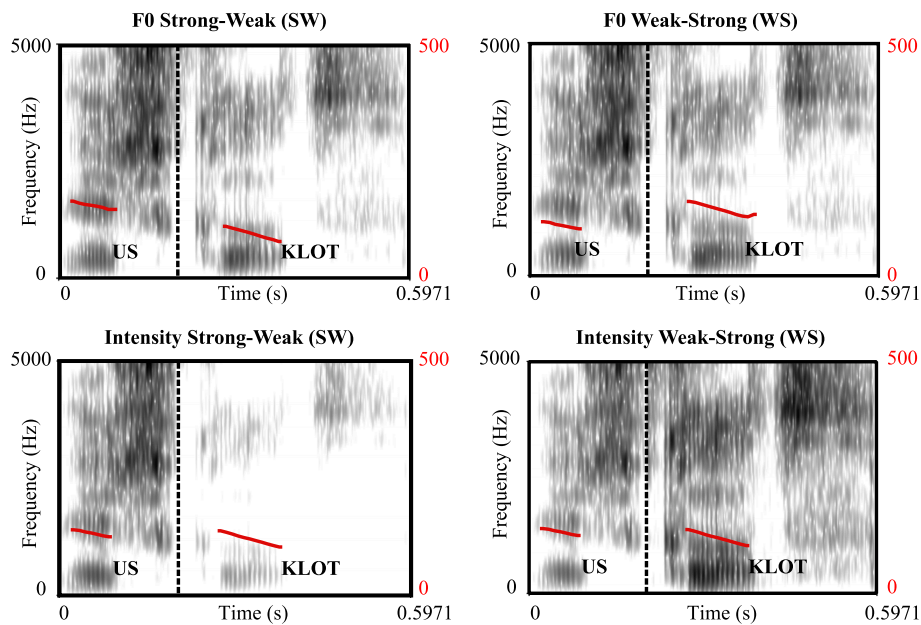 F0 Strong-Weak (SW)
5000
500
Frequency (Hz)
US
KLOT
0
0
0
Time (s)
0.5971
F0 Weak-Strong (WS)
5000
500
Frequency (Hz)
US
KLOT
0
0
0
Time (s)
0.5971
Intensity Strong-Weak (SW)
5000
500
Frequency (Hz)
US
KLOT
0
0
0
Time (s)
0.5971
Intensity Weak-Strong (WS)
5000
500
Frequency (Hz)
US
KLOT
0
0
0
Time (s)
0.5971